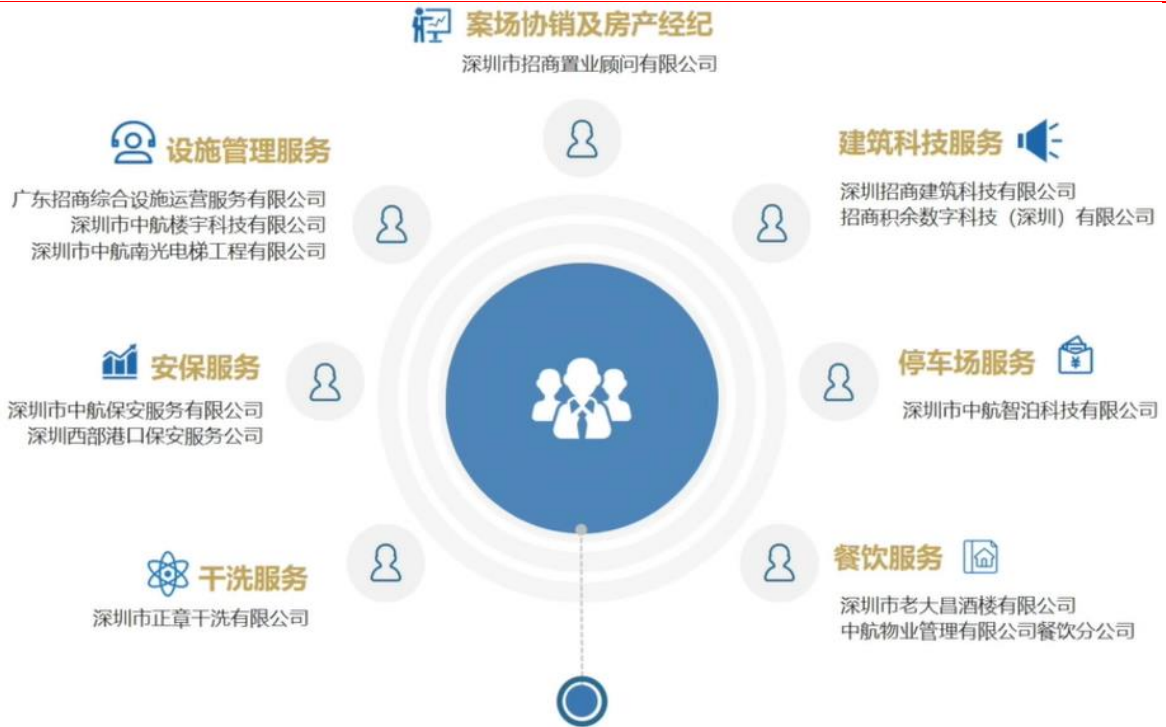 案场协销及房产经纪
深圳市招商置业顾问有限公司
设施管理服务
广东招商综合设施运营服务有限公司
深圳市中航楼宇科技有限公司
深圳市中航南光电梯工程有限公司
建筑科技服务
深圳招商建筑科技有限公司
招商积余数字科技（深圳）有限公司
安保服务
深圳市中航保安服务有限公司
深圳西部港口保安服务公司
停车场服务
¥
深圳市中航智泊科技有限公司
干洗服务
深圳市正章干洗有限公司
餐饮服务
深圳市老大昌酒楼有限公司
中航物业管理有限公司餐饮分公司